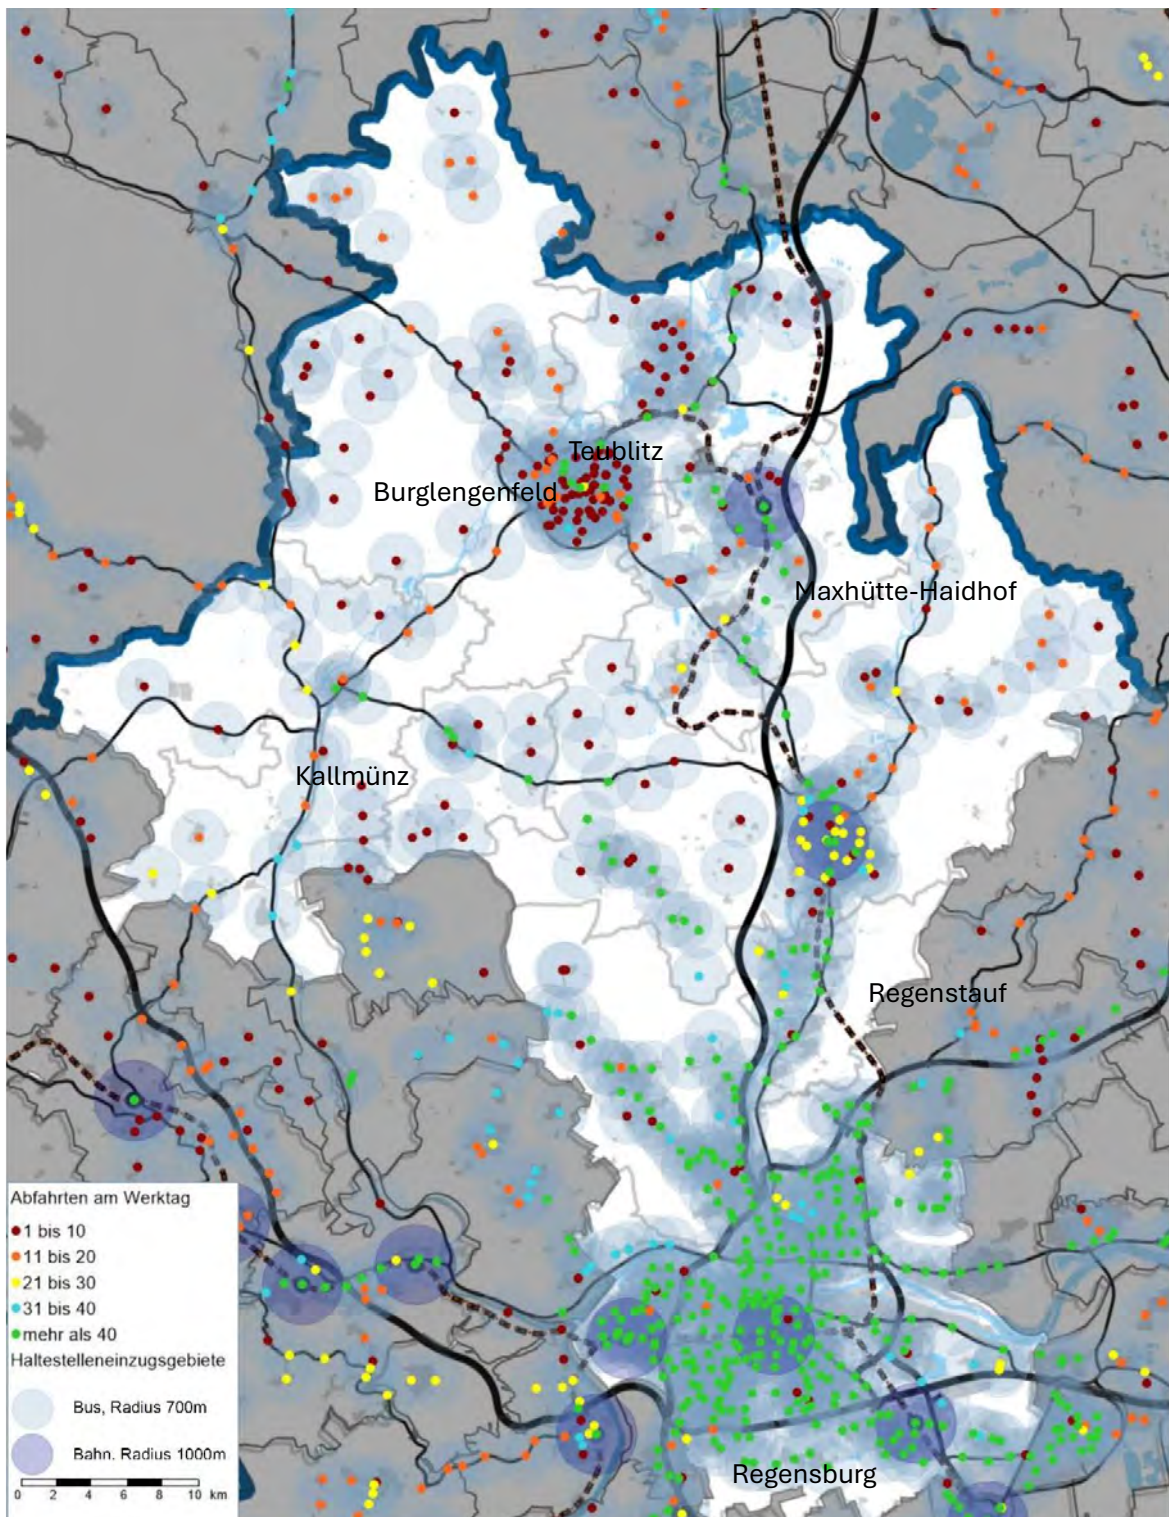 Teublitz
Burglengenfeld
Maxhütte-Haidhof
Kallmünz
Regenstauf
Abfahrten am Werktag
1 bis 10
11 bis 20
21 bis 30
31 bis 40
mehr als 40
Haltestelleneinzugsgebiete
Bus, Radius 700m
Bahn. Radius 1000m
0 2 4 6 8 10 km
Regensburg